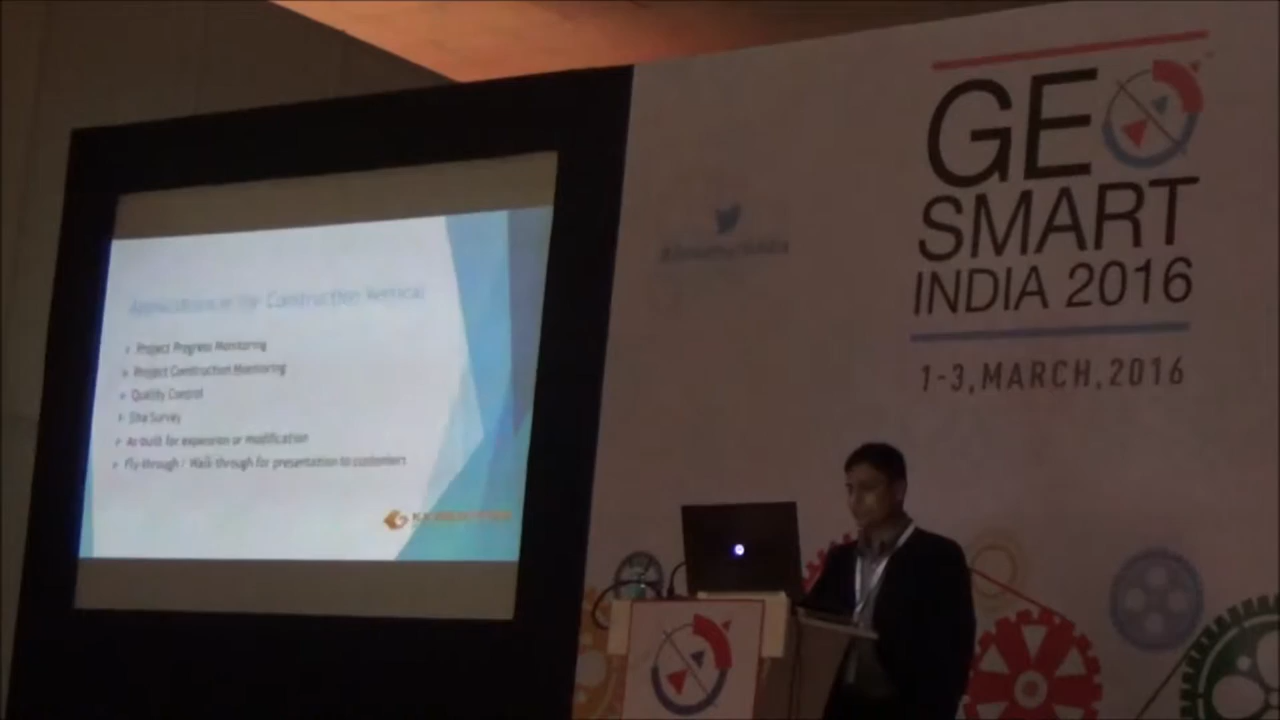 Applications in the Construction Vertical
Project Progress Monitoring
Project Construction Monitoring
Quality Control
Site Survey
As-built for expansion or modification
Fly-through / Walk-through for presentation to customers
GEO
SMART
INDIA 2016
1-3,MARCH,2016